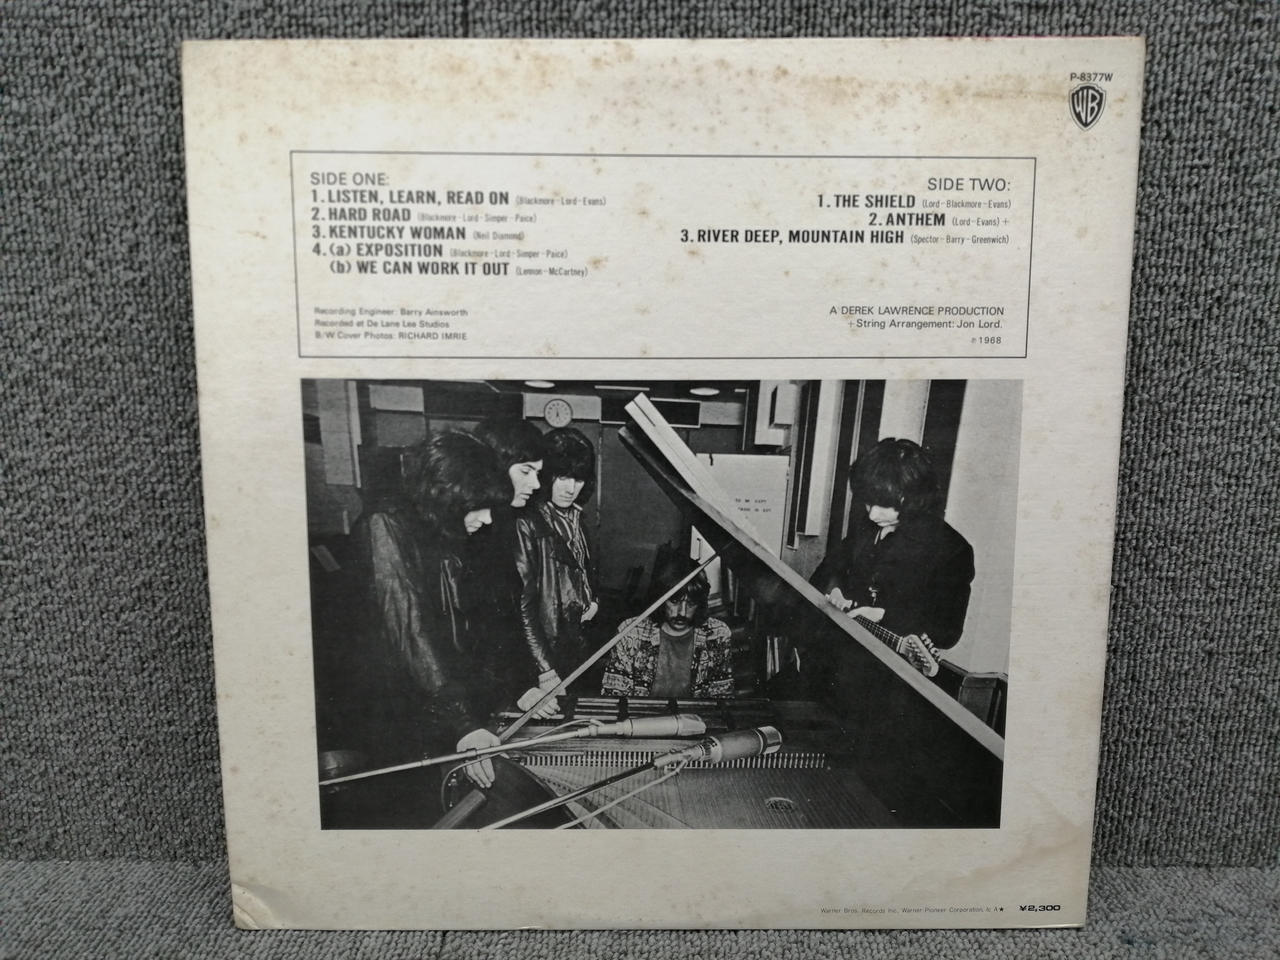 P-8377W
WB
SIDE ONE:
1. LISTEN, LEARN, READ ON (Blackmore-Lord-Evans)
2. HARD ROAD (Blackmore-Lord-Simper-Paice)
3. KENTUCKY WOMAN (Neil Diamond)
4. (a) EXPOSITION (Blackmore-Lord-Simper-Paice)
(b) WE CAN WORK IT OUT (Lennon-McCartney)
Recording Engineer: Barry Ainsworth
Recorded at De Lane Lea Studios
B/W Cover Photos: RICHARD IMRIE
SIDE TWO:
1. THE SHIELD (Lord-Blackmore-Evans)
2. ANTHEM (Lord-Evans) +
3. RIVER DEEP, MOUNTAIN HIGH (Spector-Barry-Greenwich)
A DEREK LAWRENCE PRODUCTION
+String Arrangement: Jon Lord.
℗ 1968
Warner Bros. Records Inc., Warner-Pioneer Corporation, Ⓛ A★ ¥2,300